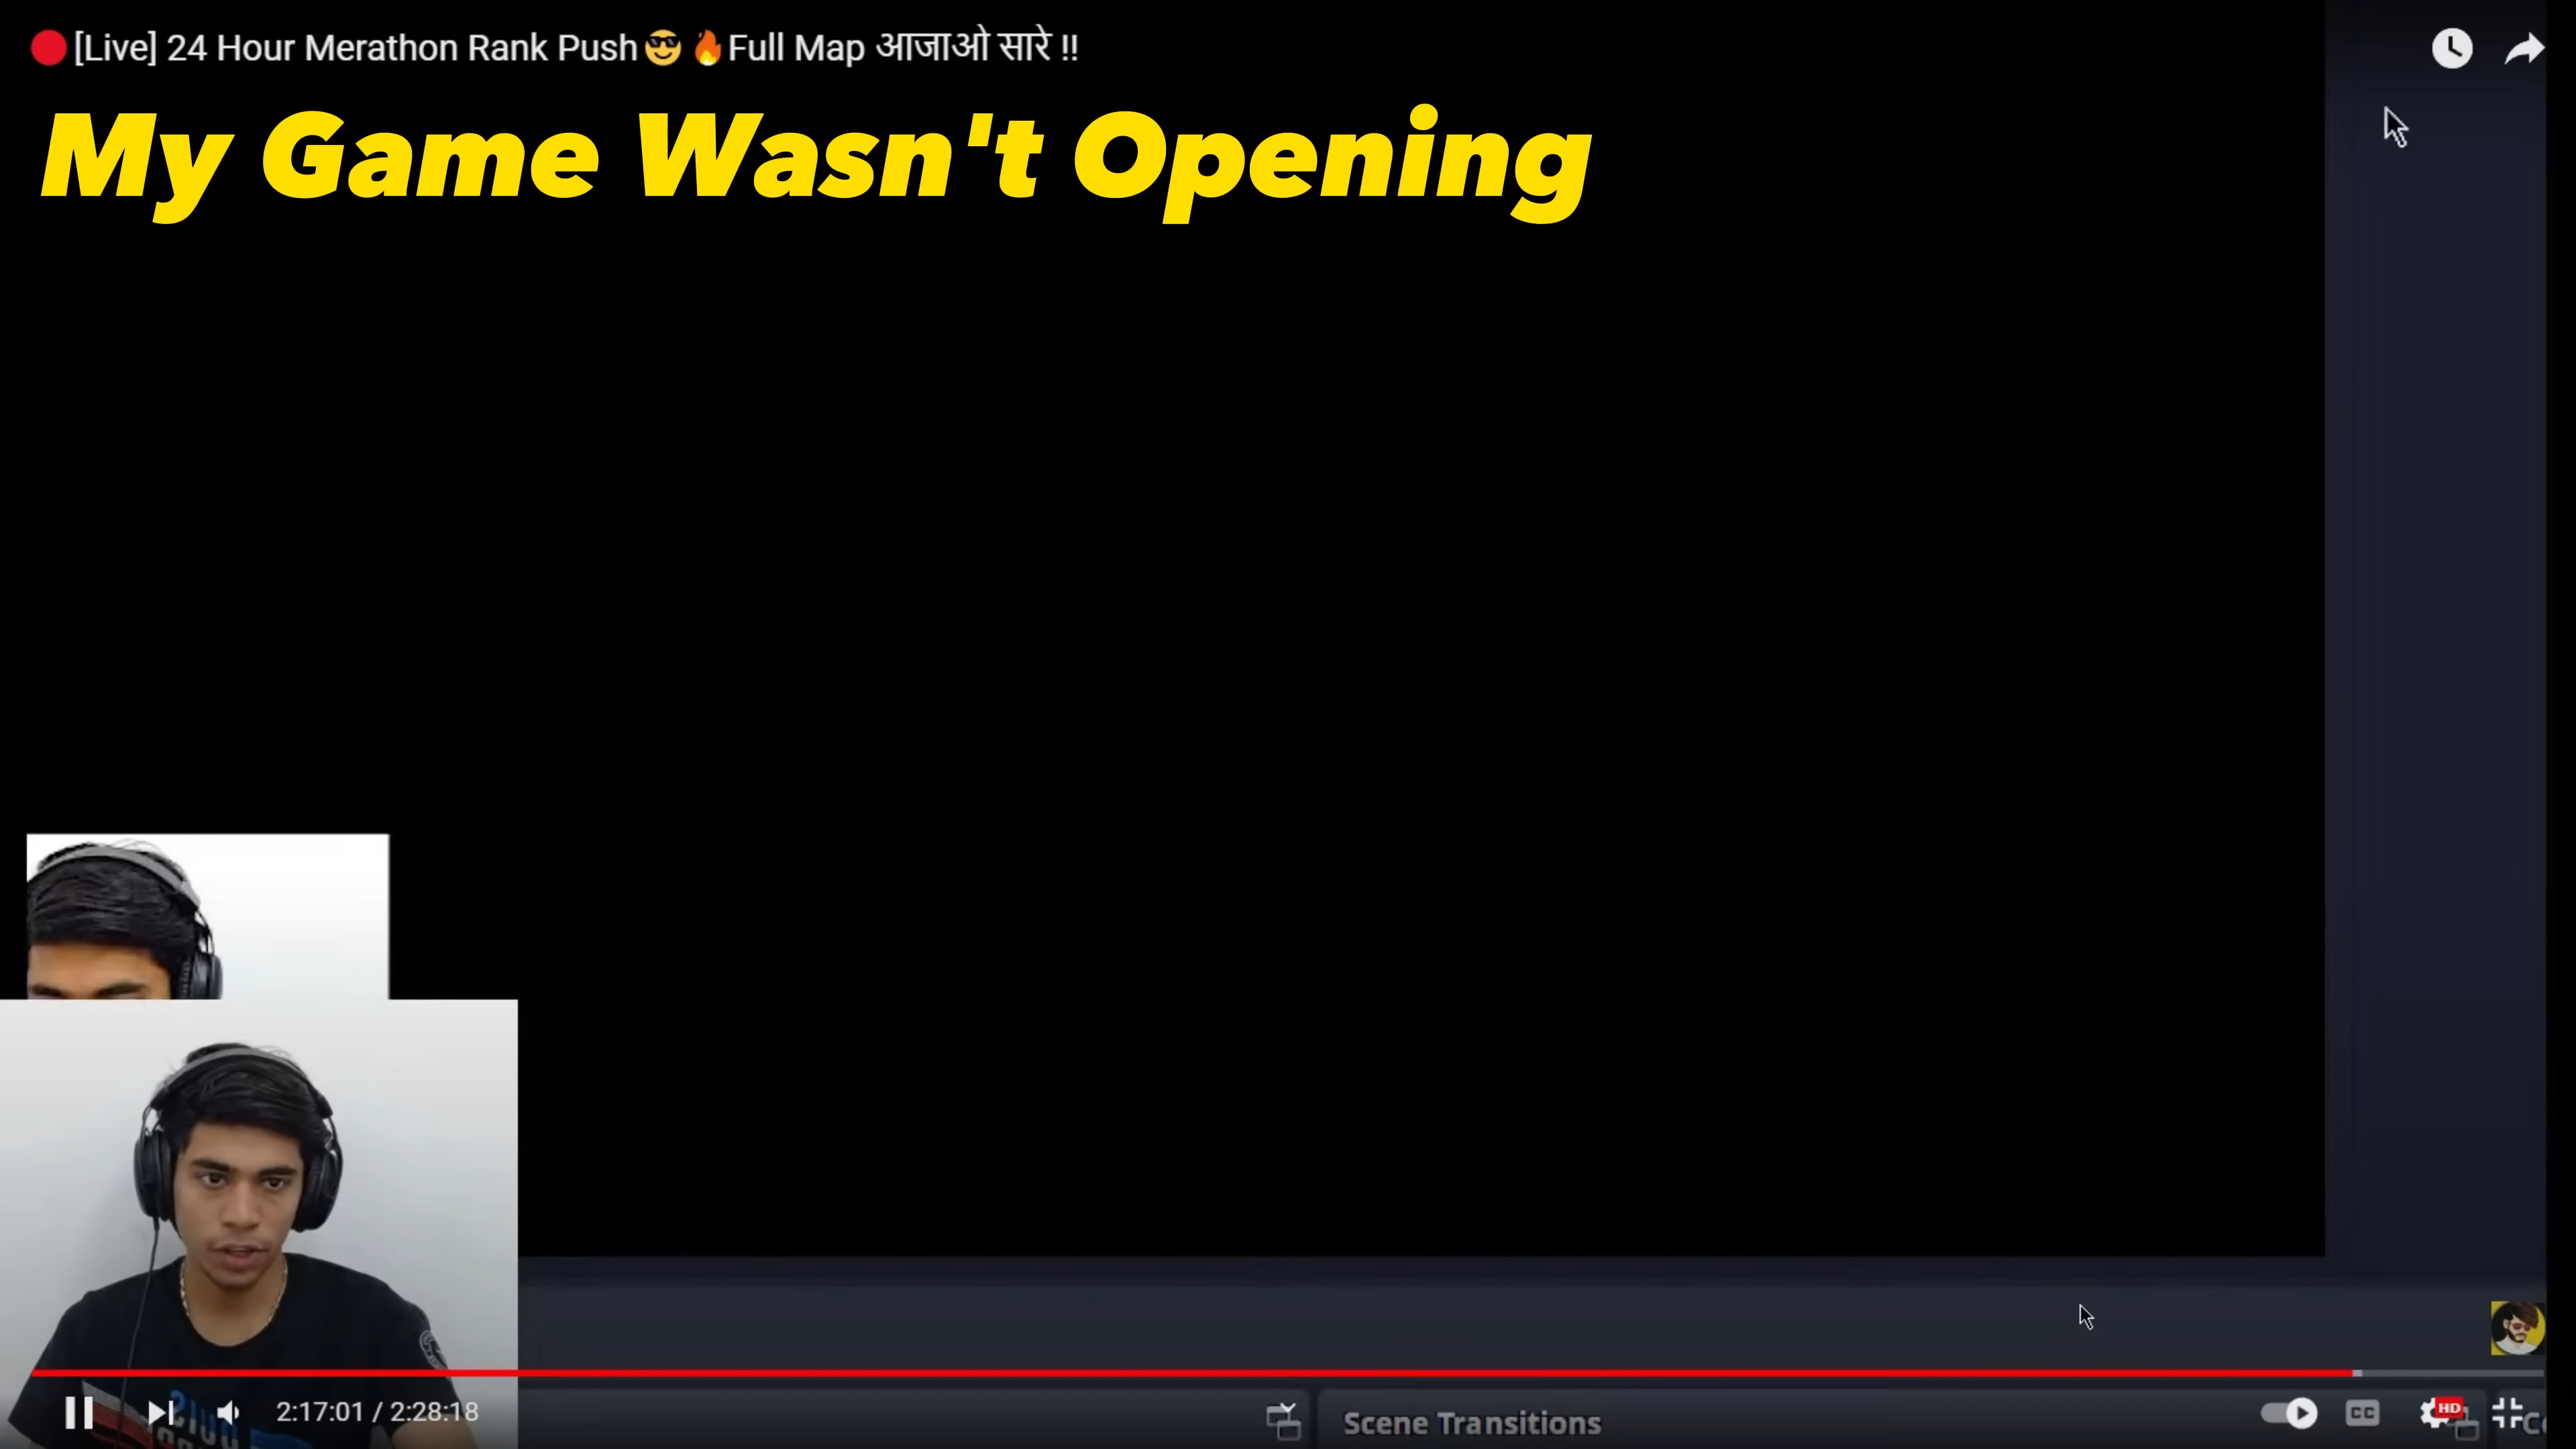 🔴[Live] 24 Hour Merathon Rank Push😎🔥Full Map आजाओ सारे !!
My Game Wasn't Opening
2:17:01 / 2:28:18
Scene Transitions
CC
HD